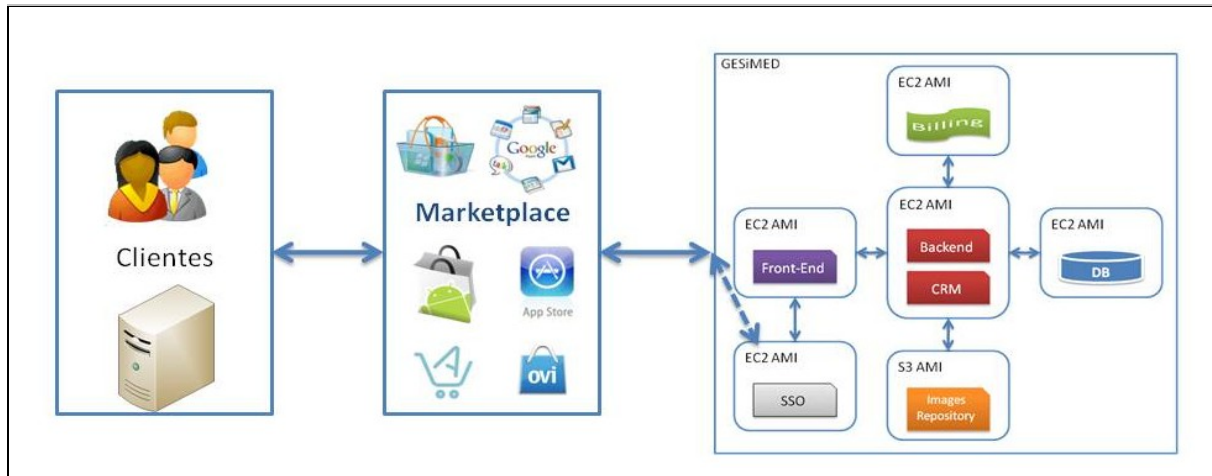 GESiMED
EC2 AMI
Billing
Google
talk
Marketplace
Clientes
EC2 AMI
Front-End
EC2 AMI
Backend
CRM
EC2 AMI
DB
App Store
EC2 AMI
SSO
S3 AMI
Images
Repository
ovi